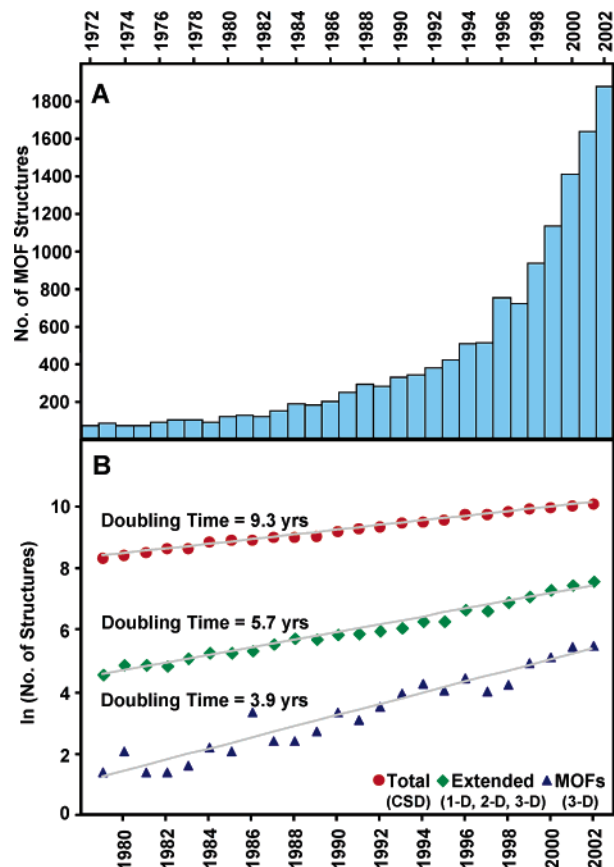 1972 1974 1976 1978 1980 1982 1984 1986 1988 1990 1992 1994 1996 1998 2000 2002
A
No. of MOF Structures
1800
1600
1400
1200
1000
800
600
400
200
B
ln (No. of Structures)
10
8
6
4
2
0
Doubling Time = 9.3 yrs
Doubling Time = 5.7 yrs
Doubling Time = 3.9 yrs
Total Extended MOFs
(CSD) (1-D, 2-D, 3-D) (3-D)
1980 1982 1984 1986 1988 1990 1992 1994 1996 1998 2000 2002